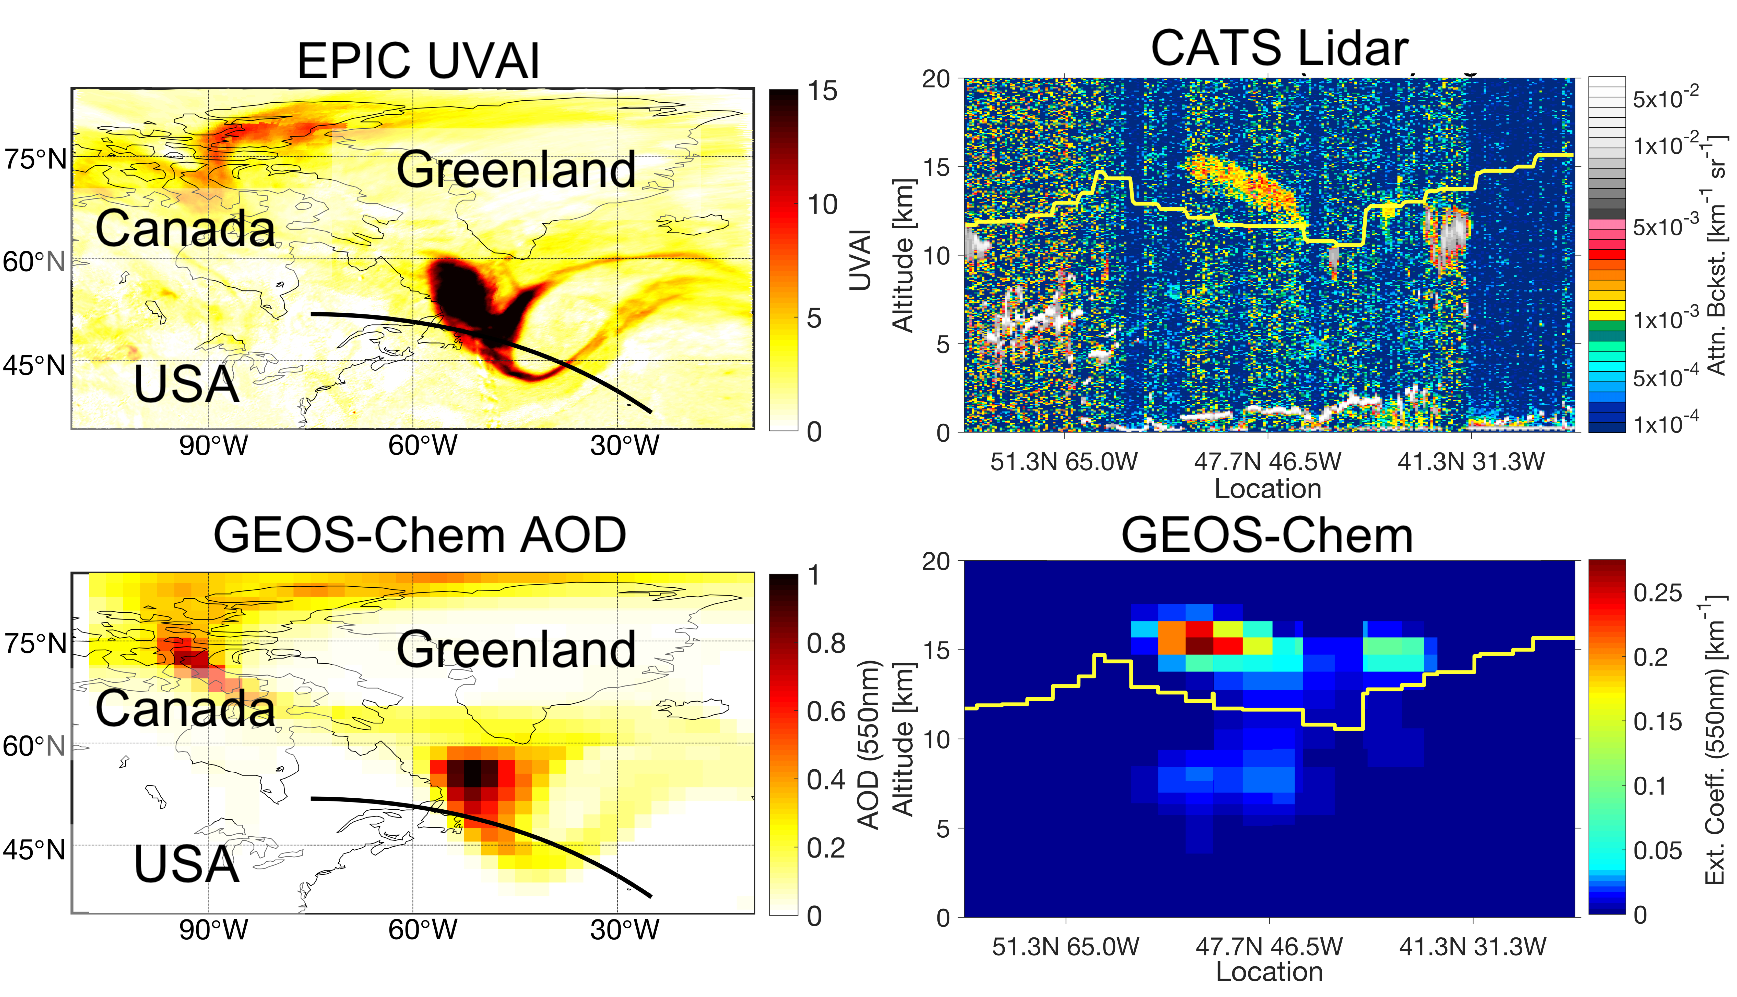 EPIC UVAI
75°N
60°N
45°N
90°W
60°W
30°W
Greenland
Canada
USA
15
10
5
0
UVAI
CATS Lidar
20
15
10
5
0
Altitude [km]
51.3N 65.0W
47.7N 46.5W
41.3N 31.3W
Location
5x10-2
1x10-2
5x10-3
1x10-3
5x10-4
1x10-4
Attn. Bckst. [km-1 sr-1]
GEOS-Chem AOD
75°N
60°N
45°N
90°W
60°W
30°W
Greenland
Canada
USA
1
0.8
0.6
0.4
0.2
0
AOD (550nm)
GEOS-Chem
20
15
10
5
0
Altitude [km]
51.3N 65.0W
47.7N 46.5W
41.3N 31.3W
Location
0.25
0.2
0.15
0.1
0.05
0
Ext. Coeff. (550nm) [km-1]